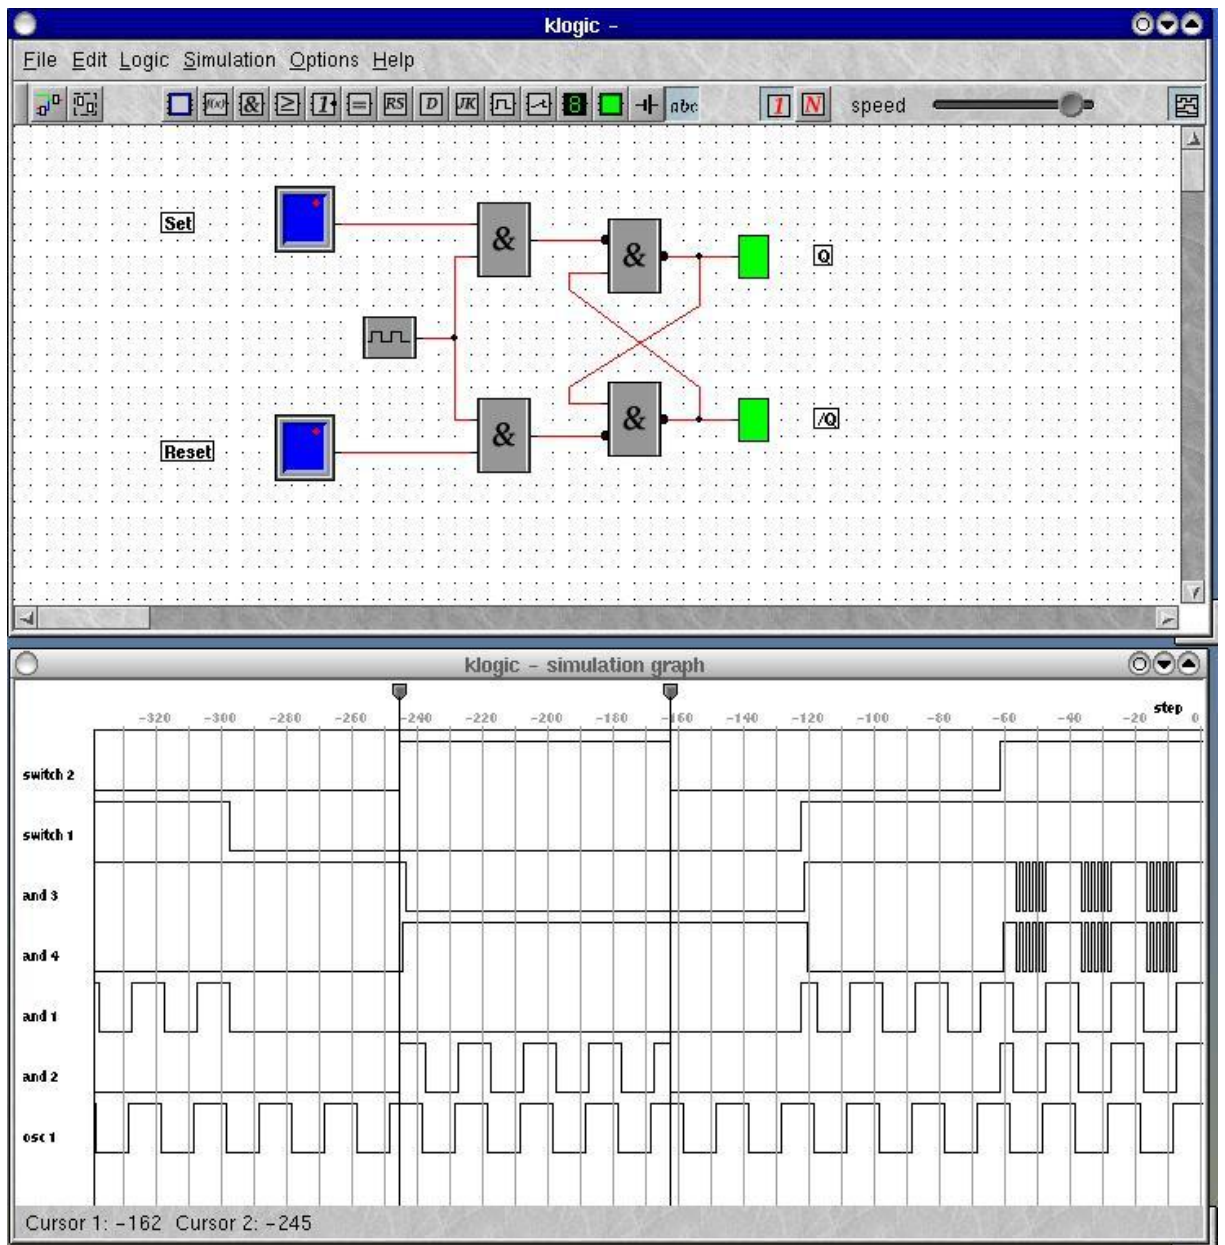 klogic -
File Edit Logic Simulation Options Help
f(x) & ≥ 1 = RS D JK 8 abc 1 N speed
Set
&
&
Q
&
&
/Q
Reset
klogic - simulation graph
step
-320 -300 -280 -260 -240 -220 -200 -180 -160 -140 -120 -100 -80 -60 -40 -20 0
switch 2
switch 1
and 3
and 4
and 1
and 2
osc 1
Cursor 1: -162 Cursor 2: -245